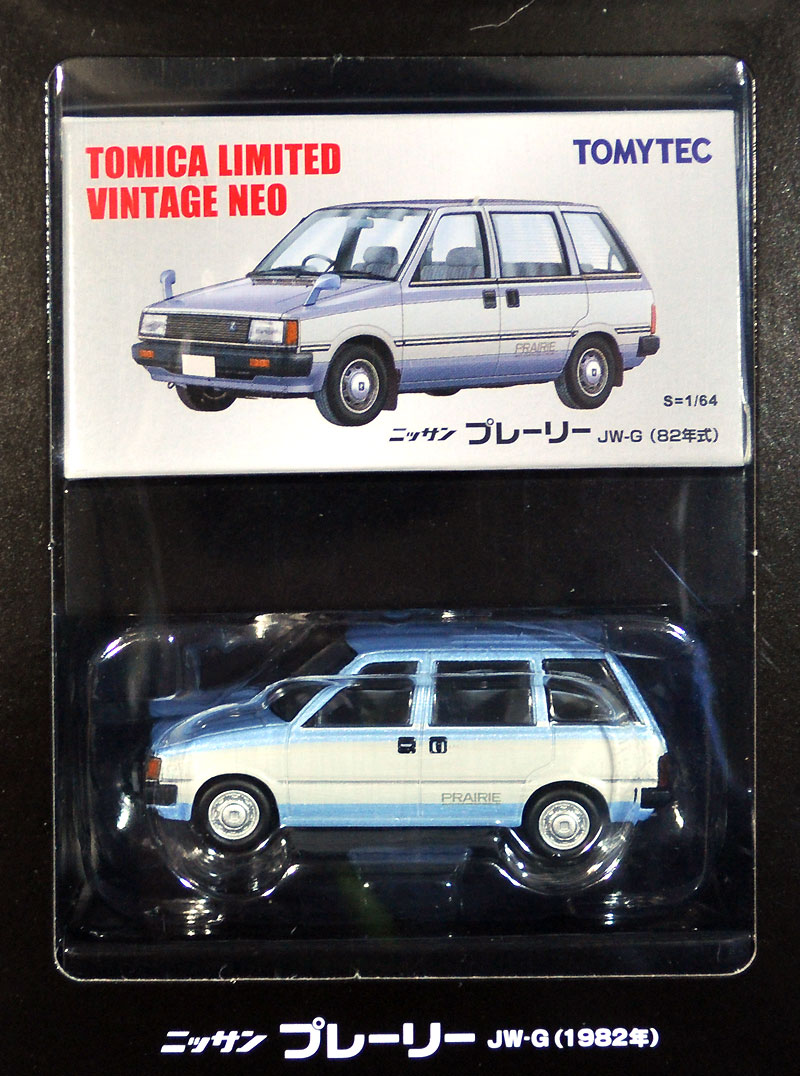 TOMICA LIMITED
VINTAGE NEO
TOMYTEC
PRAIRIE
S=1/64
ニッサン プレーリー JW-G (82年式)
PRAIRIE
ニッサン プレーリー JW-G (1982年)